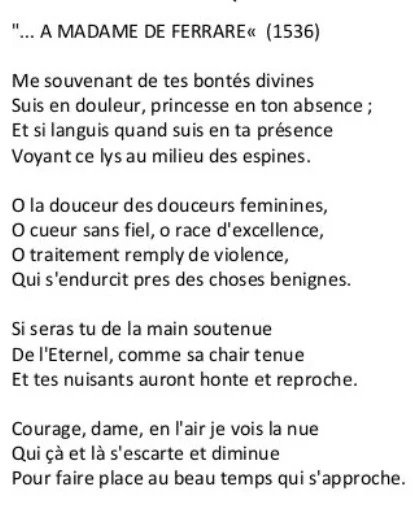 "... A MADAME DE FERRARE« (1536)
Me souvenant de tes bontés divines
Suis en douleur, princesse en ton absence ;
Et si languis quand suis en ta présence
Voyant ce lys au milieu des espines.
O la douceur des douceurs feminines,
O cueur sans fiel, o race d'excellence,
O traitement remply de violence,
Qui s'endurcit pres des choses benignes.
Si seras tu de la main soutenue
De l'Eternel, comme sa chair tenue
Et tes nuisants auront honte et reproche.
Courage, dame, en l'air je vois la nue
Qui çà et là s'escarte et diminue
Pour faire place au beau temps qui s'approche.